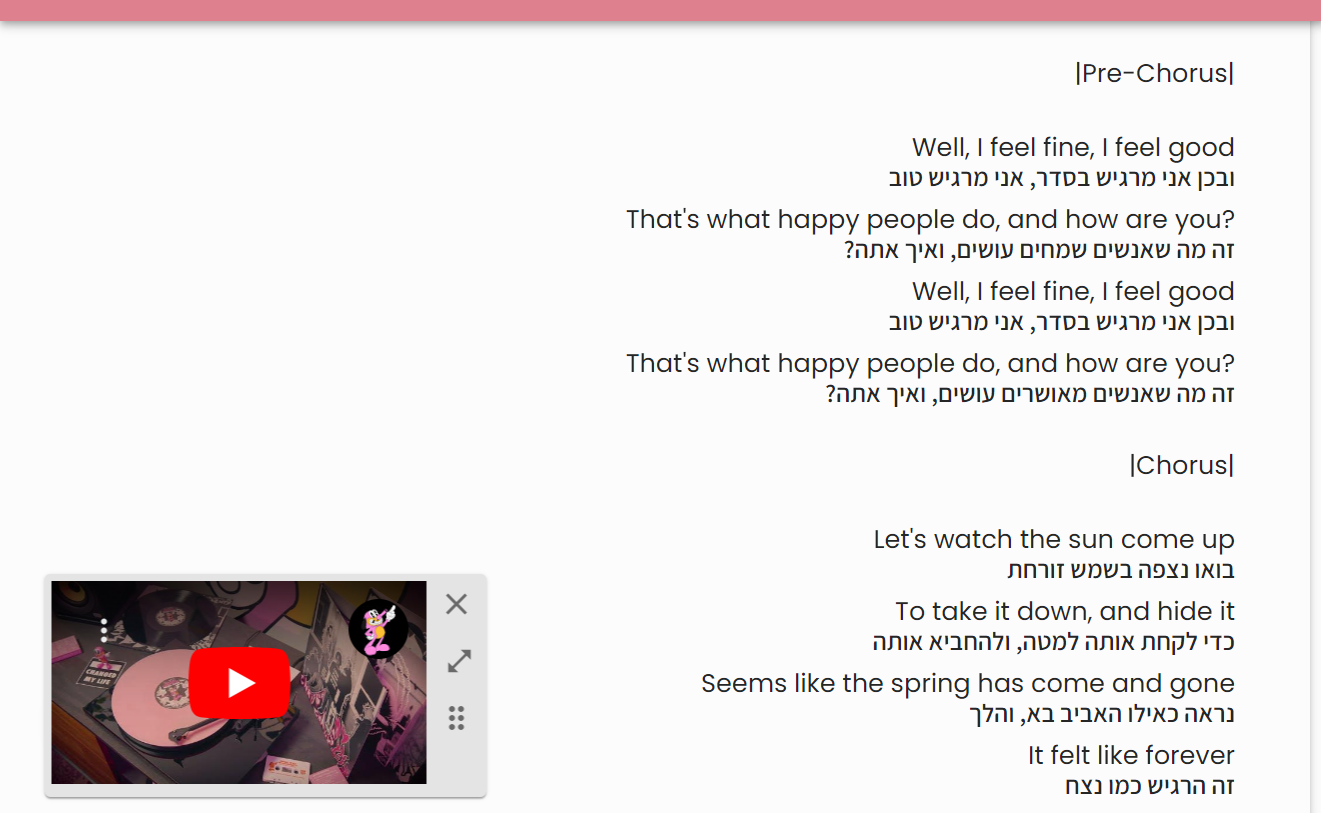 |Pre-Chorus|
Well, I feel fine, I feel good
ובכן אני מרגיש בסדר, אני מרגיש טוב
That's what happy people do, and how are you?
זה מה שאנשים שמחים עושים, ואיך אתה?
Well, I feel fine, I feel good
ובכן אני מרגיש בסדר, אני מרגיש טוב
That's what happy people do, and how are you?
זה מה שאנשים מאושרים עושים, ואיך אתה?
|Chorus|
Let's watch the sun come up
בואו נצפה בשמש זורחת
To take it down, and hide it
כדי לקחת אותה למטה, ולהחביא אותה
Seems like the spring has come and gone
נראה כאילו האביב בא, והלך
It felt like forever
זה הרגיש כמו נצח
CHANGED
MY LIFE